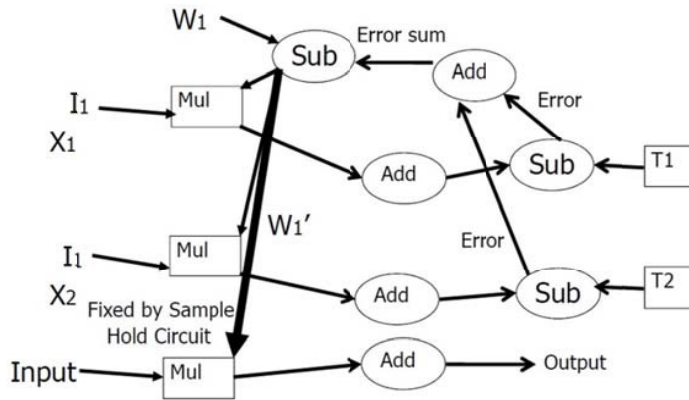 W1
Sub
Error sum
Add
Mul
I1
X1
Error
Add
Sub
T1
W1′
I1
Mul
X2
Error
Add
Sub
T2
Fixed by Sample
Hold Circuit
Input
Mul
Add
Output